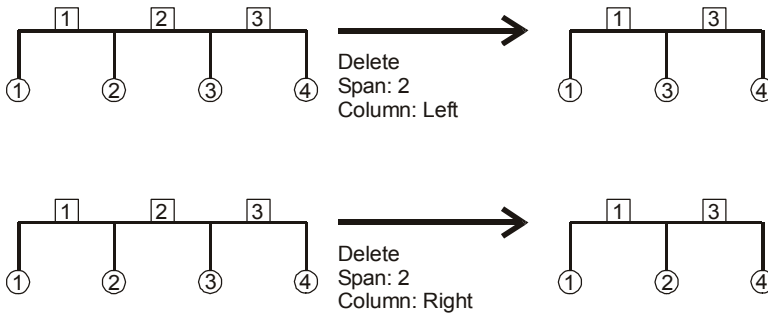 1 2 3 1 3
Delete
Span: 2
Column: Left
1 2 3 4 1 3 4
1 2 3 1 3
Delete
Span: 2
Column: Right
1 2 3 4 1 2 4